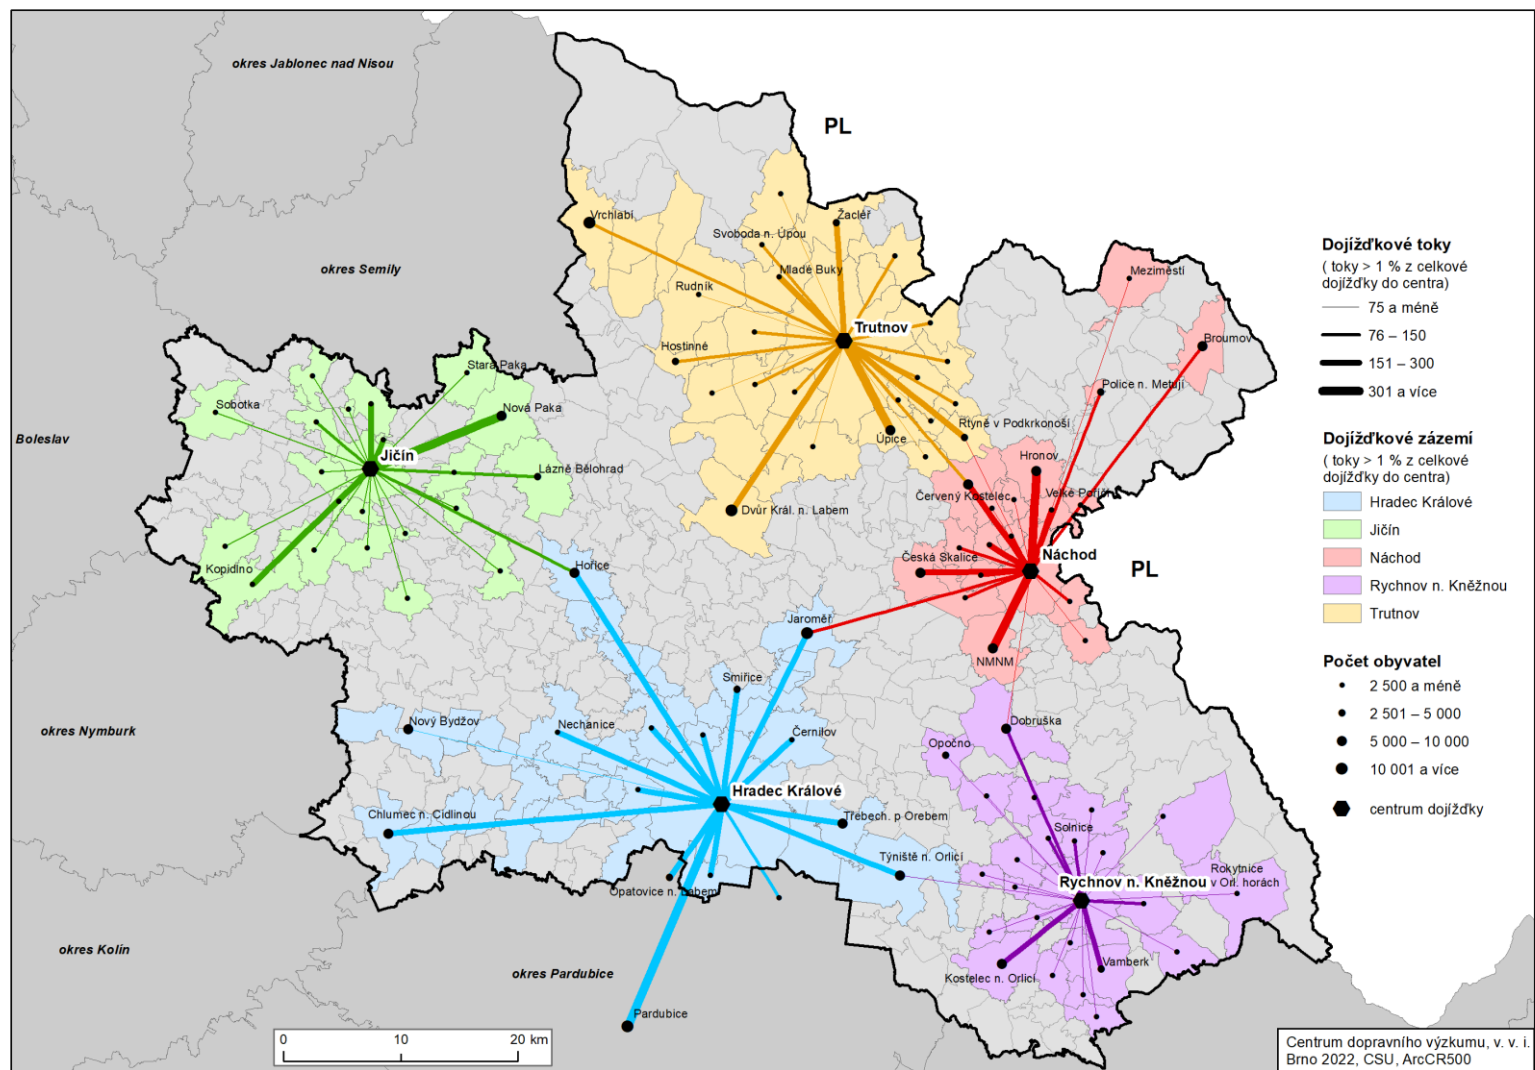 okres Jablonec nad Nisou
PL
Vrchlabí
Žacléř
Svoboda n. Úpou
Mladé Buky
Rudník
okres Semily
Meziměstí
Trutnov
Broumov
Hostinné
Stará Paka
Police n. Metují
Sobotka
Nová Paka
Rtyně v Podkrkonoší
Boleslav
Úpice
Jičín
Hronov
Lázně Bělohrad
Velké Poříčí
Červený Kostelec
Dvůr Král. n. Labem
Náchod
Česká Skalice
PL
Kopidlno
Hořice
Jaroměř
NMNM
Smiřice
okres Nymburk
Nový Bydžov
Nechanice
Černilov
Dobruška
Opočno
Hradec Králové
Chlumec n. Cidlinou
Třebech. p Orebem
Solnice
Týniště n. Orlicí
Rokytnice
v Orl. horách
Rychnov n. Kněžnou
Opatovice n. Labem
okres Kolín
okres Pardubice
Kostelec n. Orlicí
Vamberk
Pardubice
0 10 20 km
Dojížďkové toky
( toky > 1 % z celkové
dojížďky do centra)
75 a méně
76 – 150
151 – 300
301 a více
Dojížďkové zázemí
( toky > 1 % z celkové
dojížďky do centra)
Hradec Králové
Jičín
Náchod
Rychnov n. Kněžnou
Trutnov
Počet obyvatel
2 500 a méně
2 501 – 5 000
5 000 – 10 000
10 001 a více
centrum dojížďky
Centrum dopravního výzkumu, v. v. i.
Brno 2022, CSU, ArcCR500